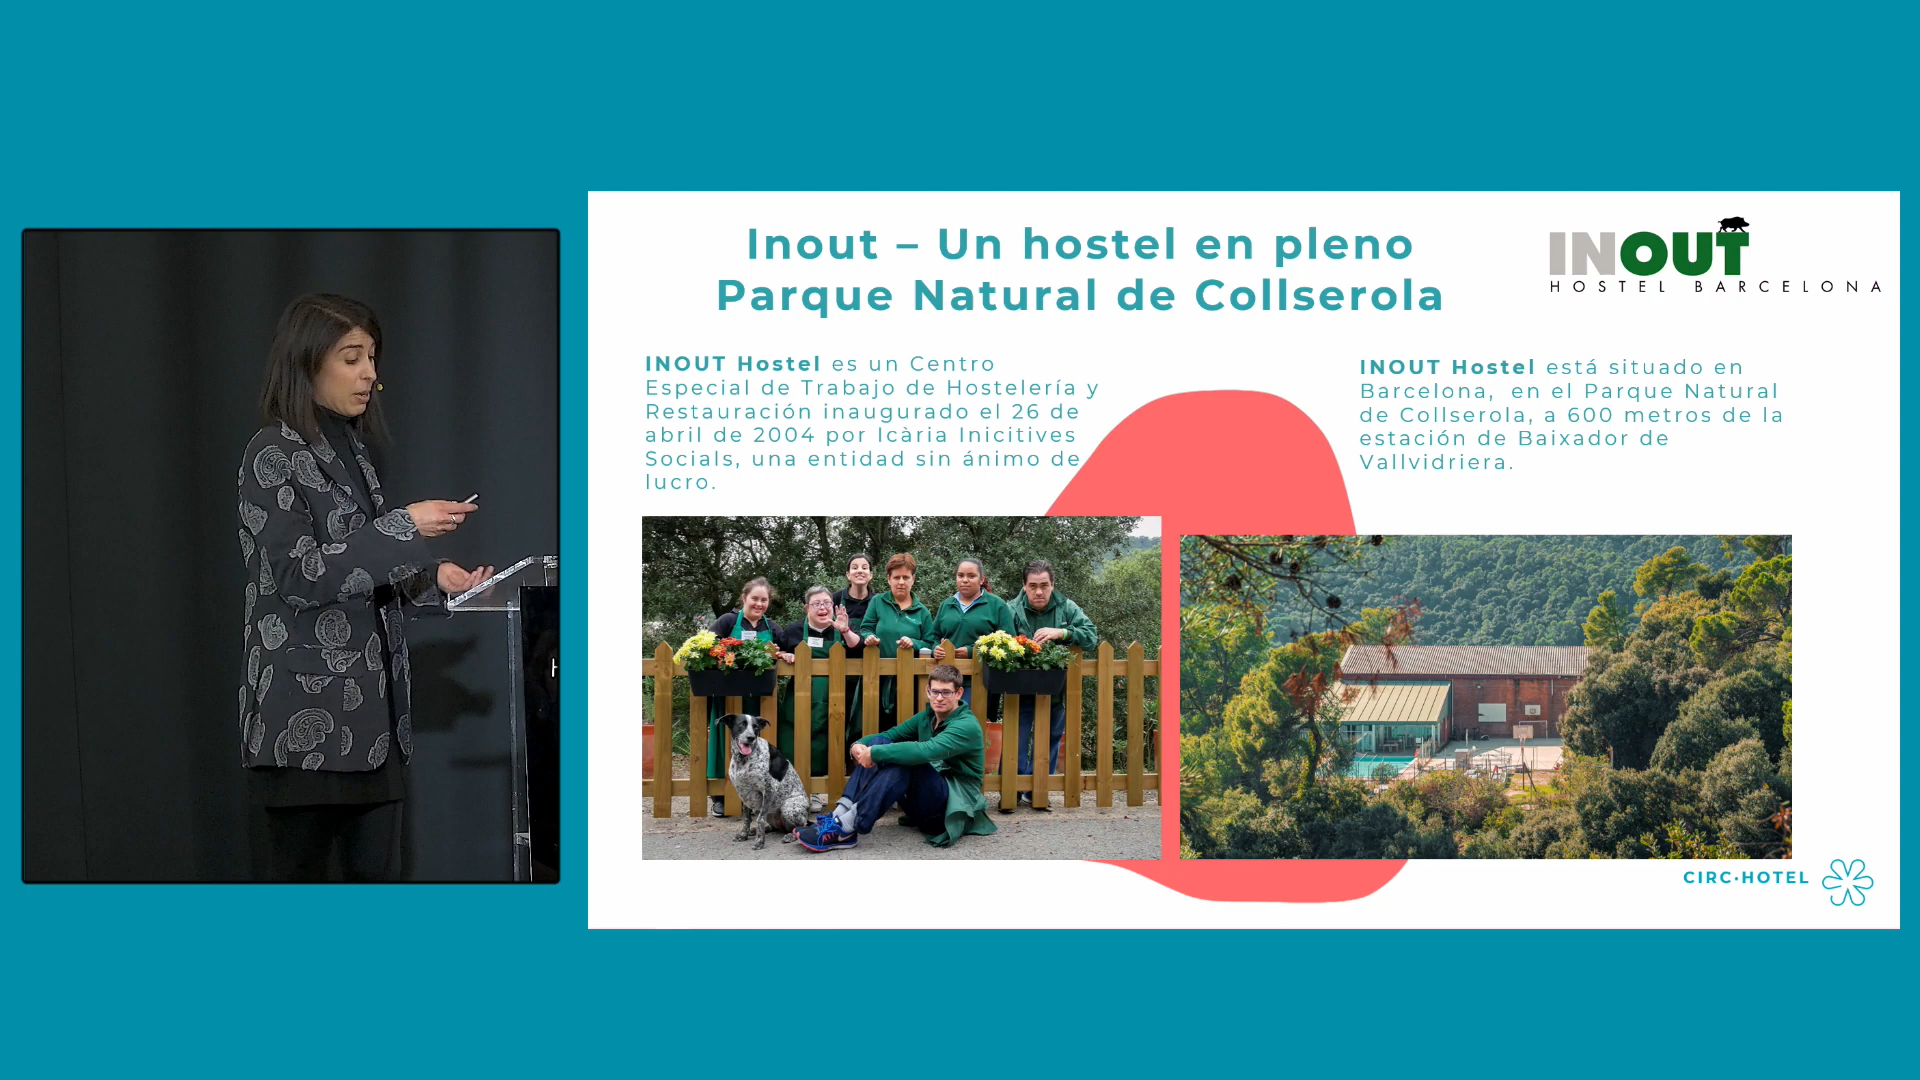 Inout – Un hostel en pleno
Parque Natural de Collserola
INOUT
HOSTEL BARCELONA
INOUT Hostel es un Centro
Especial de Trabajo de Hostelería y
Restauración inaugurado el 26 de
abril de 2004 por Icària Inicitives
Socials, una entidad sin ánimo de
lucro.
INOUT Hostel está situado en
Barcelona, en el Parque Natural
de Collserola, a 600 metros de la
estación de Baixador de
Vallvidriera.
H
CIRC·HOTEL